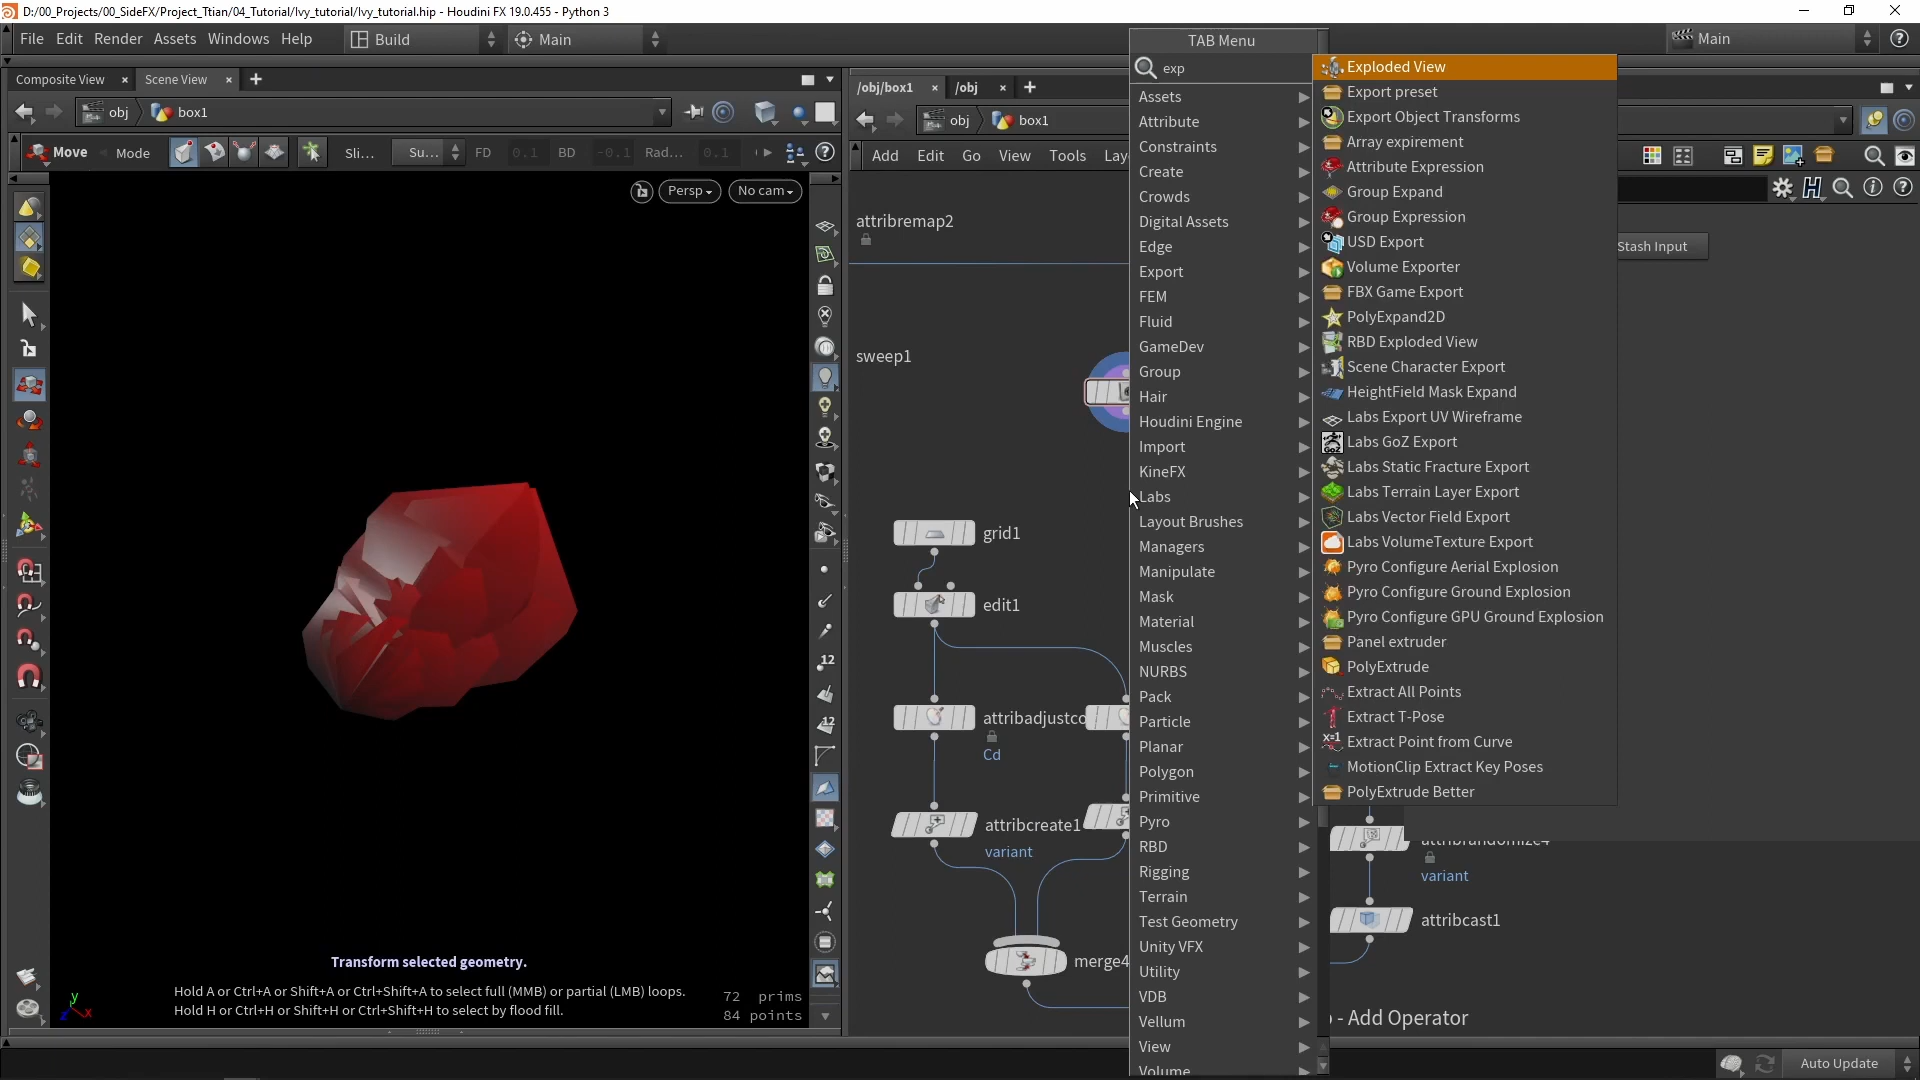 D:/00_Projects/00_SideFX/Project_Ttian/04_Tutorial/Ivy_tutorial/Ivy_tutorial.hip - Houdini FX 19.0.455 - Python 3
File Edit Render Assets Windows Help
Build
Main
Main
Composite View
Scene View
obj
box1
Move
Mode
Sli...
Su...
FD
0.1
BD
-0.1
Rad...
0.1
Persp
No cam
12
12
Transform selected geometry.
Hold A or Ctrl+A or Shift+A or Ctrl+Shift+A to select full (MMB) or partial (LMB) loops.
Hold H or Ctrl+H or Shift+H or Ctrl+Shift+H to select by flood fill.
72 prims
84 points
y
x
/obj/box1
/obj
obj
box1
Add Edit Go View Tools
attribremap2
sweep1
grid1
edit1
Cd
attribcreate1
variant
merge4
TAB Menu
exp
Assets
Attribute
Constraints
Create
Crowds
Digital Assets
Edge
Export
FEM
Fluid
GameDev
Group
Hair
Houdini Engine
Import
KineFX
Labs
Layout Brushes
Managers
Manipulate
Mask
Material
Muscles
NURBS
Pack
Particle
Planar
Polygon
Primitive
Pyro
RBD
Rigging
Terrain
Test Geometry
Unity VFX
Utility
VDB
Vellum
View
Volume
Exploded View
Export preset
Export Object Transforms
Array expirement
Attribute Expression
Group Expand
Group Expression
USD Export
Volume Exporter
FBX Game Export
PolyExpand2D
RBD Exploded View
Scene Character Export
HeightField Mask Expand
Labs Export UV Wireframe
Labs GoZ Export
Labs Static Fracture Export
Labs Terrain Layer Export
Labs Vector Field Export
Labs VolumeTexture Export
Pyro Configure Aerial Explosion
Pyro Configure Ground Explosion
Pyro Configure GPU Ground Explosion
Panel extruder
PolyExtrude
Extract All Points
Extract T-Pose
Extract Point from Curve
MotionClip Extract Key Poses
PolyExtrude Better
Stash Input
attribrandomize4
variant
attribcast1
- Add Operator
Auto Update